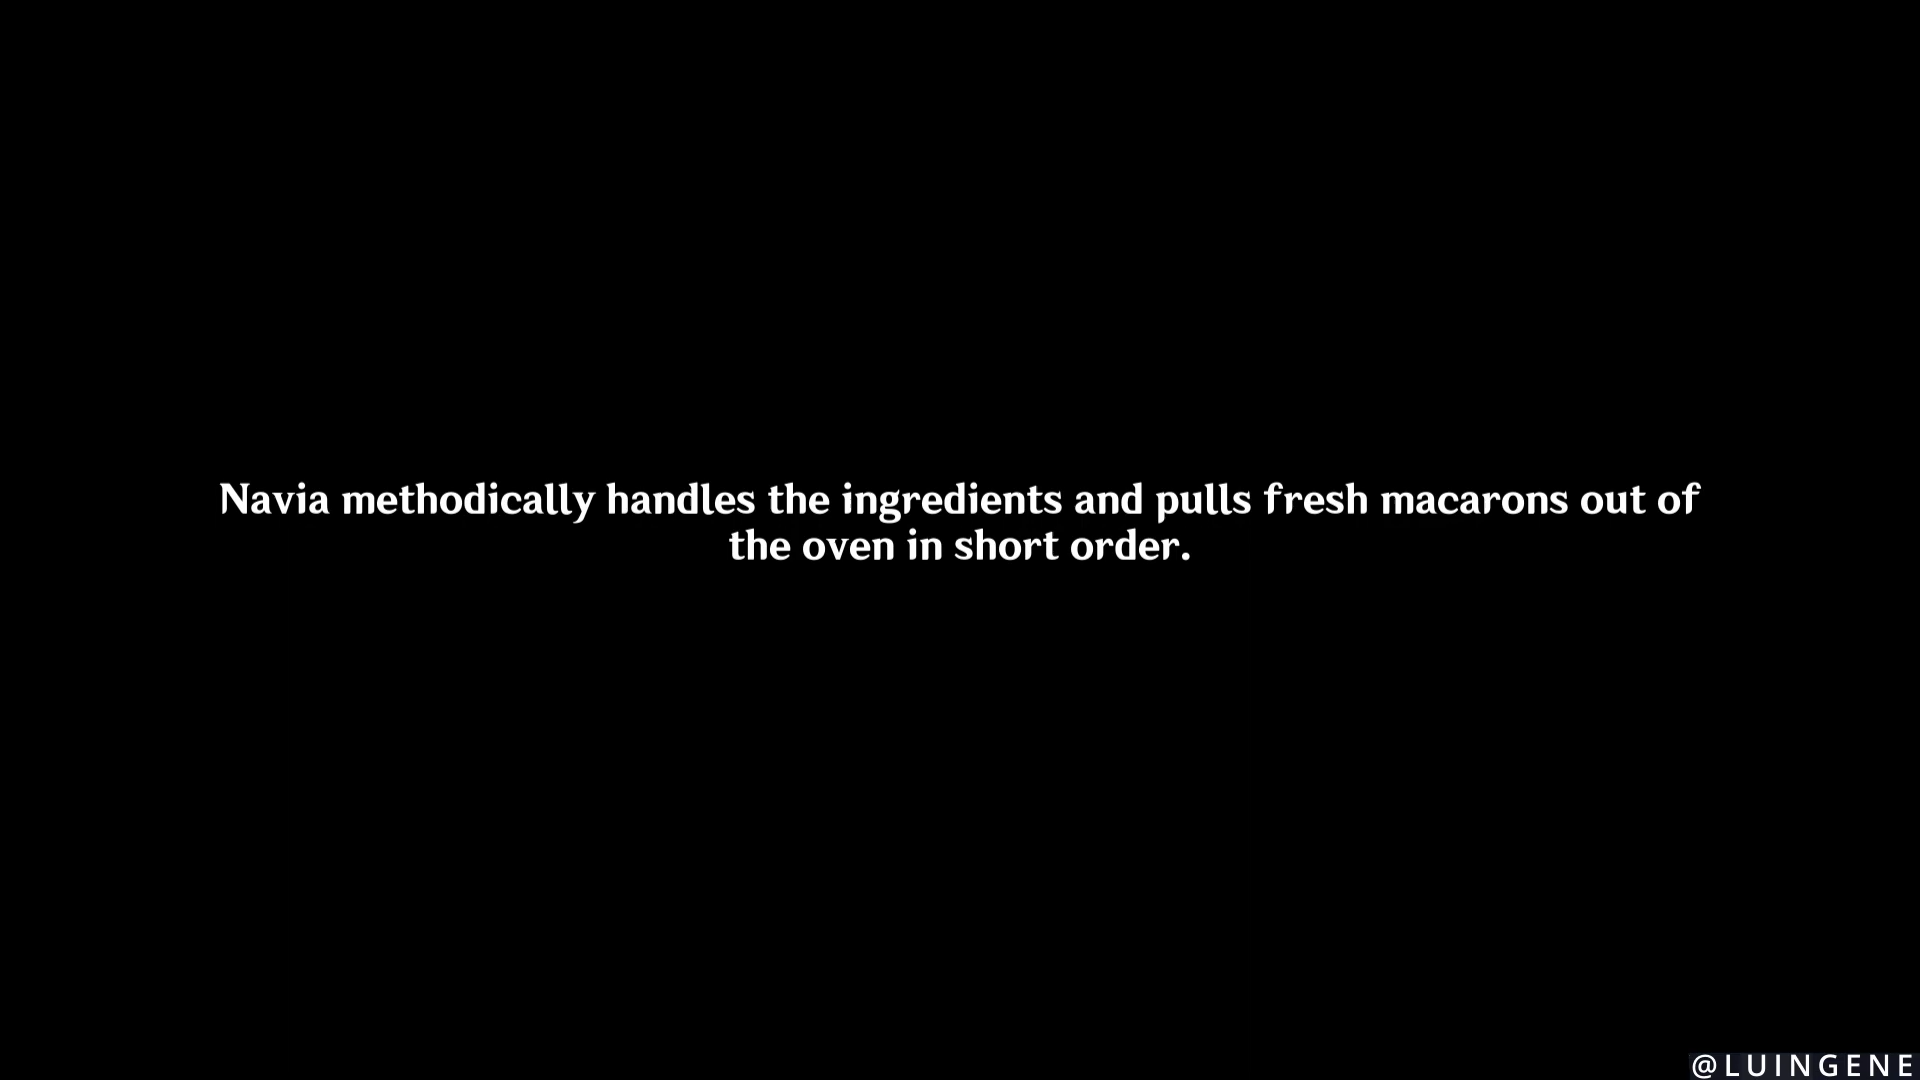 Navia methodically handles the ingredients and pulls fresh macarons out of
the oven in short order.
@LUINGENE